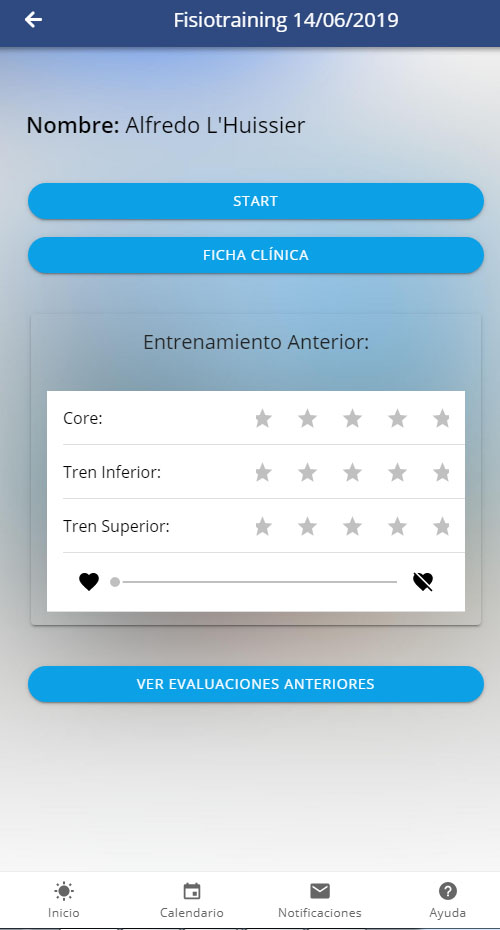 Fisiotraining 14/06/2019
Nombre: Alfredo L'Huissier
START
FICHA CLÍNICA
Entrenamiento Anterior:
Core:
Tren Inferior:
Tren Superior:
VER EVALUACIONES ANTERIORES
Inicio Calendario Notificaciones Ayuda